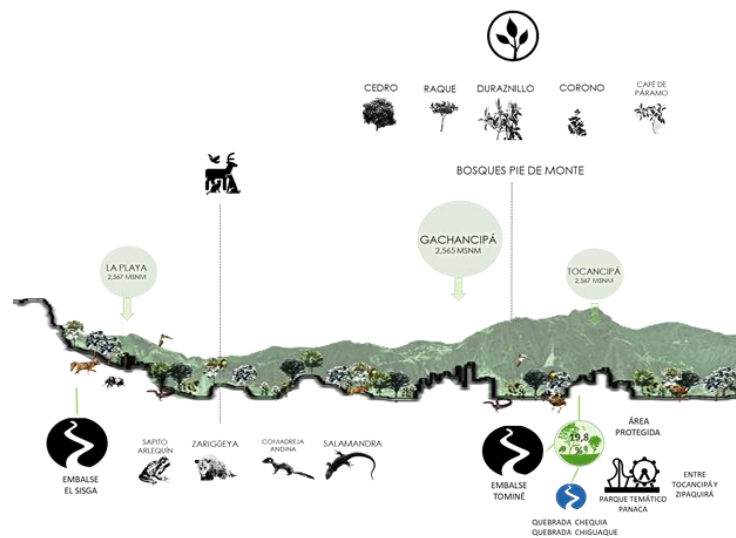 CEDRO
RAQUE
DURAZNILLO
CORONO
CAFÉ DE
PÁRAMO
BOSQUES PIE DE MONTE
GACHANCIPÁ
2,565 MSNM
LA PLAYA
2,567 MSNM
TOCANCIPÁ
2,567 MSNM
SAPITO
ARLEQUÍN
ZARIGÜEYA
COMADREJA
ANDINA
SALAMANDRA
EMBALSE
EL SISGA
EMBALSE
TOMINÉ
19,8
%
ÁREA
PROTEGIDA
PARQUE TEMÁTICO
PANACA
ENTRE
TOCANCIPÁ Y
ZIPAQUIRÁ
QUEBRADA CHEQUIA
QUEBRADA CHIGUAQUE